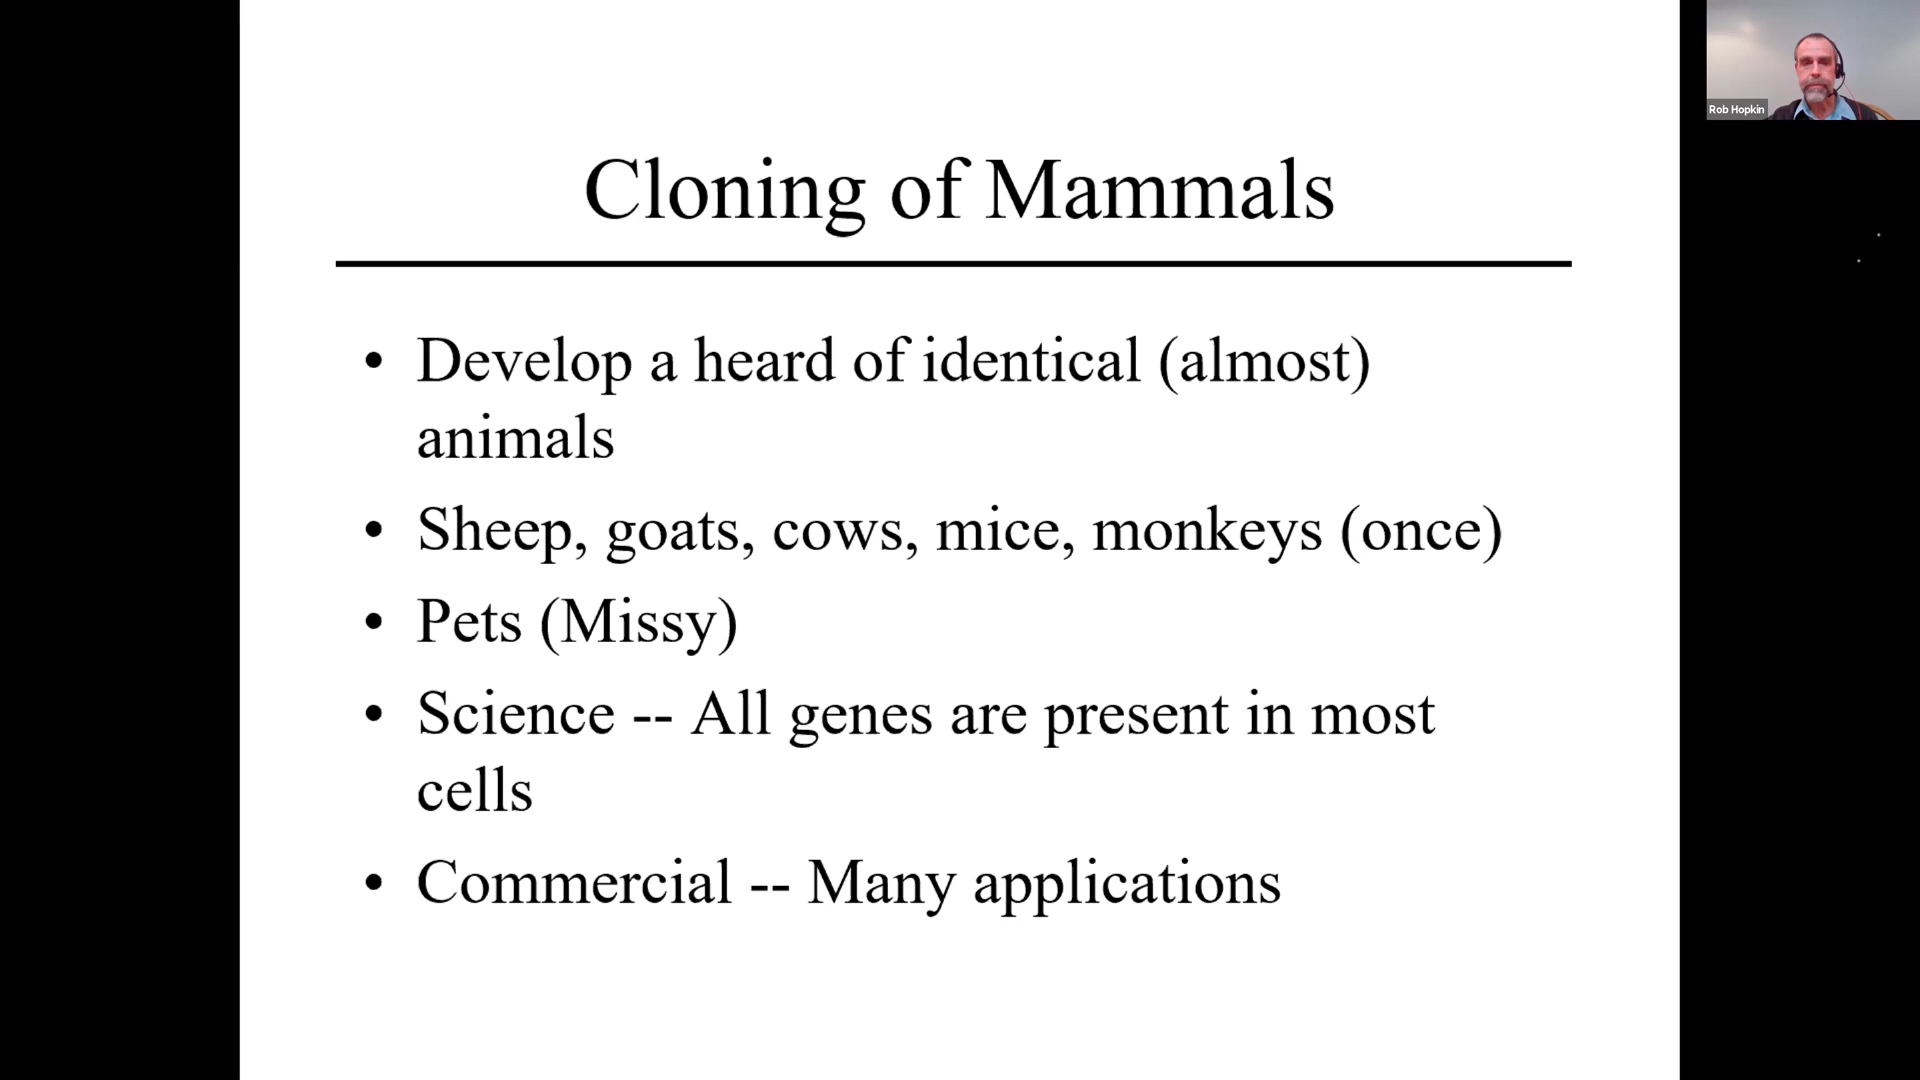 Rob Hopkin
Cloning of Mammals
• Develop a heard of identical (almost)
animals
• Sheep, goats, cows, mice, monkeys (once)
• Pets (Missy)
• Science -- All genes are present in most
cells
• Commercial -- Many applications